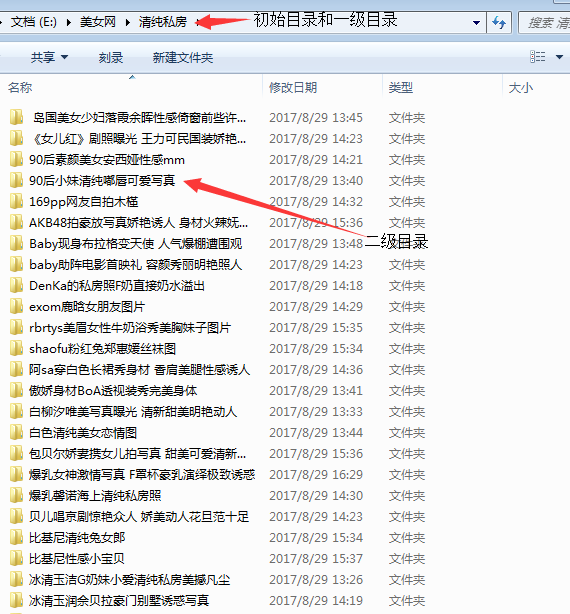 文档 (E:) 美女网 清纯私房 初始目录和一级目录 搜索 清
共享 刻录 新建文件夹
名称 修改日期 类型 大小
岛国美女少妇落霞余晖性感倚窗前些许... 2017/8/29 13:45 文件夹
《女儿红》剧照曝光 王力可民国装娇艳... 2017/8/29 14:23 文件夹
90后素颜美女安西娅性感mm 2017/8/29 14:21 文件夹
90后小妹清纯嘟唇可爱写真 2017/8/29 13:40 文件夹
169pp网友自拍木槿 2017/8/29 14:32 文件夹
AKB48拍豪放写真娇艳诱人 身材火辣妩... 2017/8/29 15:36 文件夹
二级目录
Baby现身布拉格变天使 人气爆棚遭围观 2017/8/29 13:48 文件夹
baby助阵电影首映礼 容颜秀丽明艳照人 2017/8/29 14:23 文件夹
DenKa的私房照F奶直接奶水溢出 2017/8/29 14:18 文件夹
exom鹿晗女朋友图片 2017/8/29 14:29 文件夹
rbrtys美眉女性牛奶浴秀美胸妹子图片 2017/8/29 15:35 文件夹
shaofu粉红兔郑惠媛丝袜图 2017/8/29 15:34 文件夹
阿sa穿白色长裙秀身材 香肩美腿性感诱人 2017/8/29 14:36 文件夹
傲娇身材BoA透视装秀完美身体 2017/8/29 13:41 文件夹
白柳汐唯美写真曝光 清新甜美明艳动人 2017/8/29 13:33 文件夹
白色清纯美女恋情图 2017/8/29 13:44 文件夹
包贝尔娇妻携女儿拍写真 甜美可爱清新... 2017/8/29 15:36 文件夹
爆乳女神激情写真 F罩杯豪乳演绎极致诱惑 2017/8/29 16:29 文件夹
爆乳馨诺海上清纯私房照 2017/8/29 14:30 文件夹
贝儿唱京剧惊艳众人 娇美动人花旦范十足 2017/8/29 14:23 文件夹
比基尼清纯兔女郎 2017/8/29 15:34 文件夹
比基尼性感小宝贝 2017/8/29 15:37 文件夹
冰清玉洁G奶妹小爱清纯私房美撼凡尘 2017/8/29 13:26 文件夹
冰清玉润余贝拉豪门别墅诱惑写真 2017/8/29 14:19 文件夹